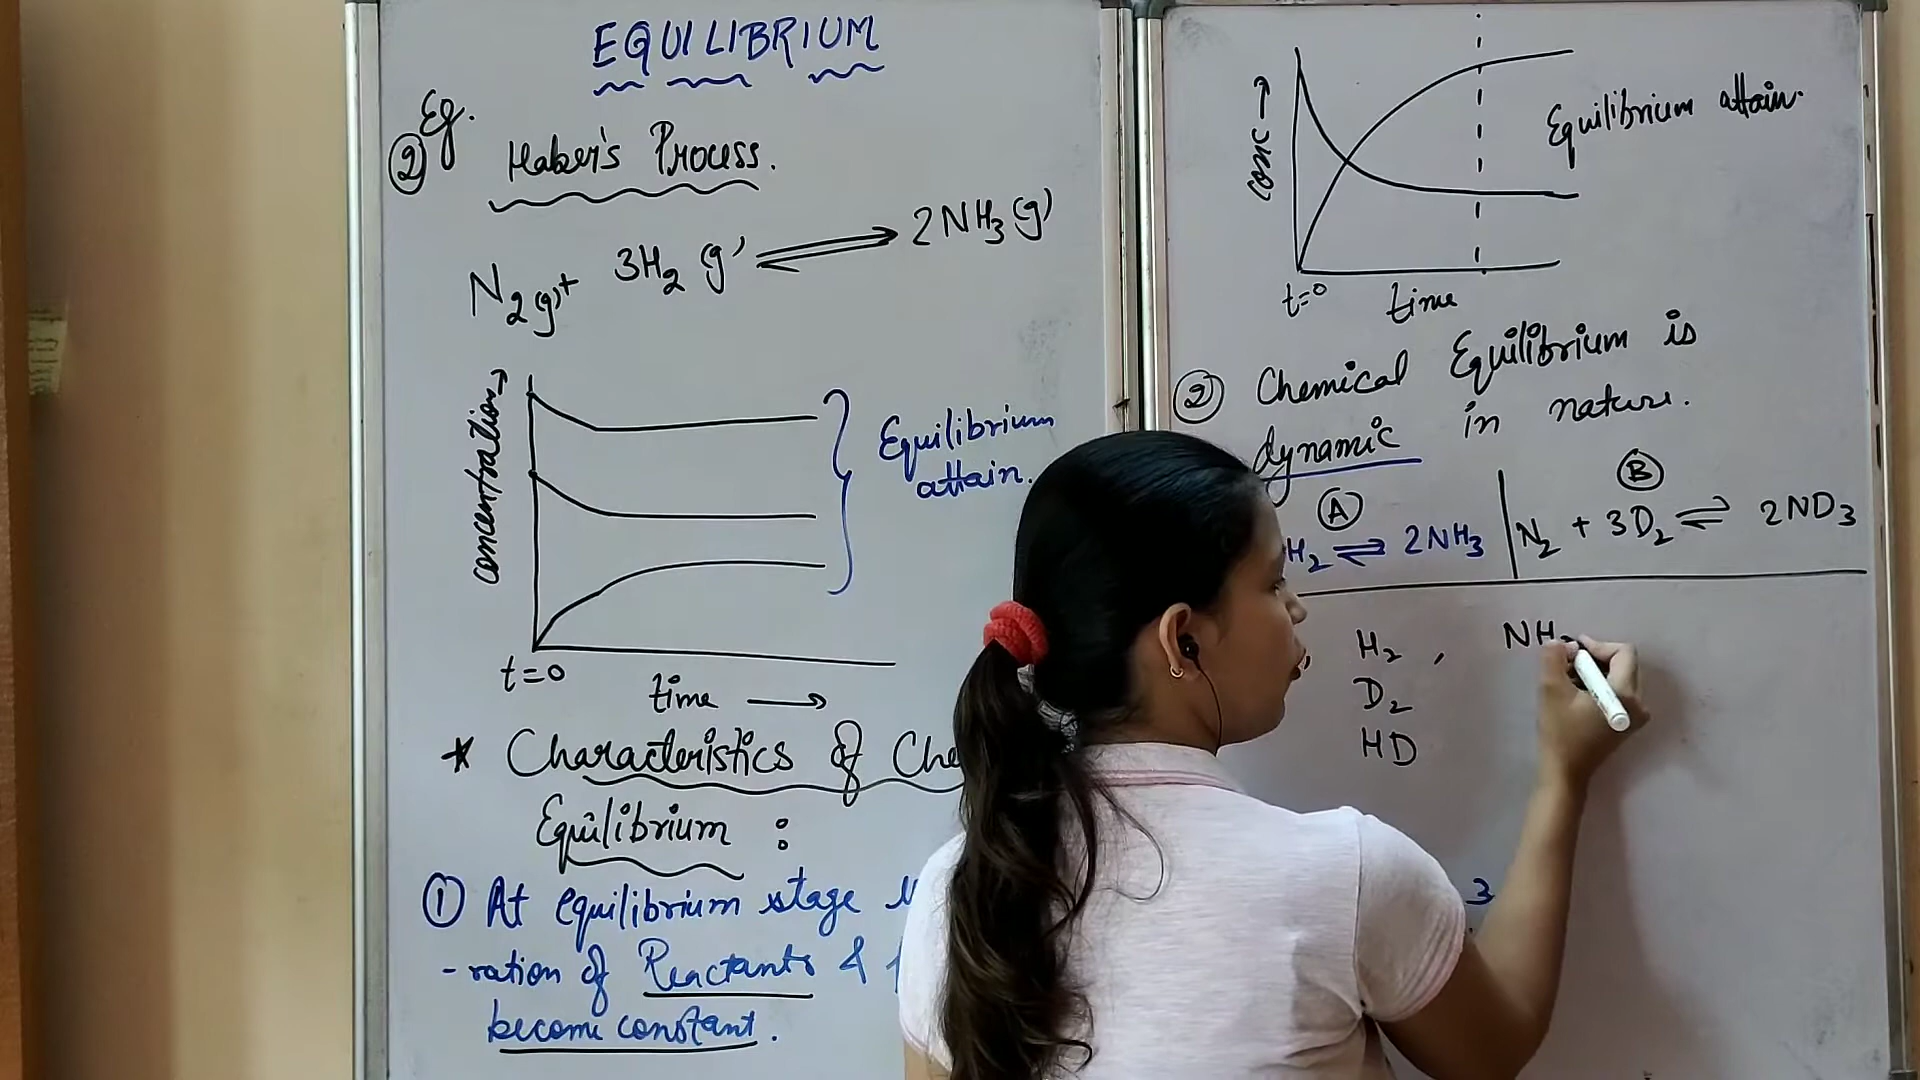 EQUILIBRIUM
Eg.
② Haber's Process.
N2(g) + 3H2(g) ⇌ 2NH3(g)
concentration →
Equilibrium
attain.
t=0
time →
* Characteristics of Che
Equilibrium :
① At equilibrium stage
-ration of Reactants &
become constant.
conc →
Equilibrium attain.
t=0 time
② Chemical Equilibrium is
dynamic in nature.
Ⓐ Ⓑ
H2 ⇌ 2NH3 | N2 + 3D2 ⇌ 2ND3
, H2 , NH
D2
HD
3